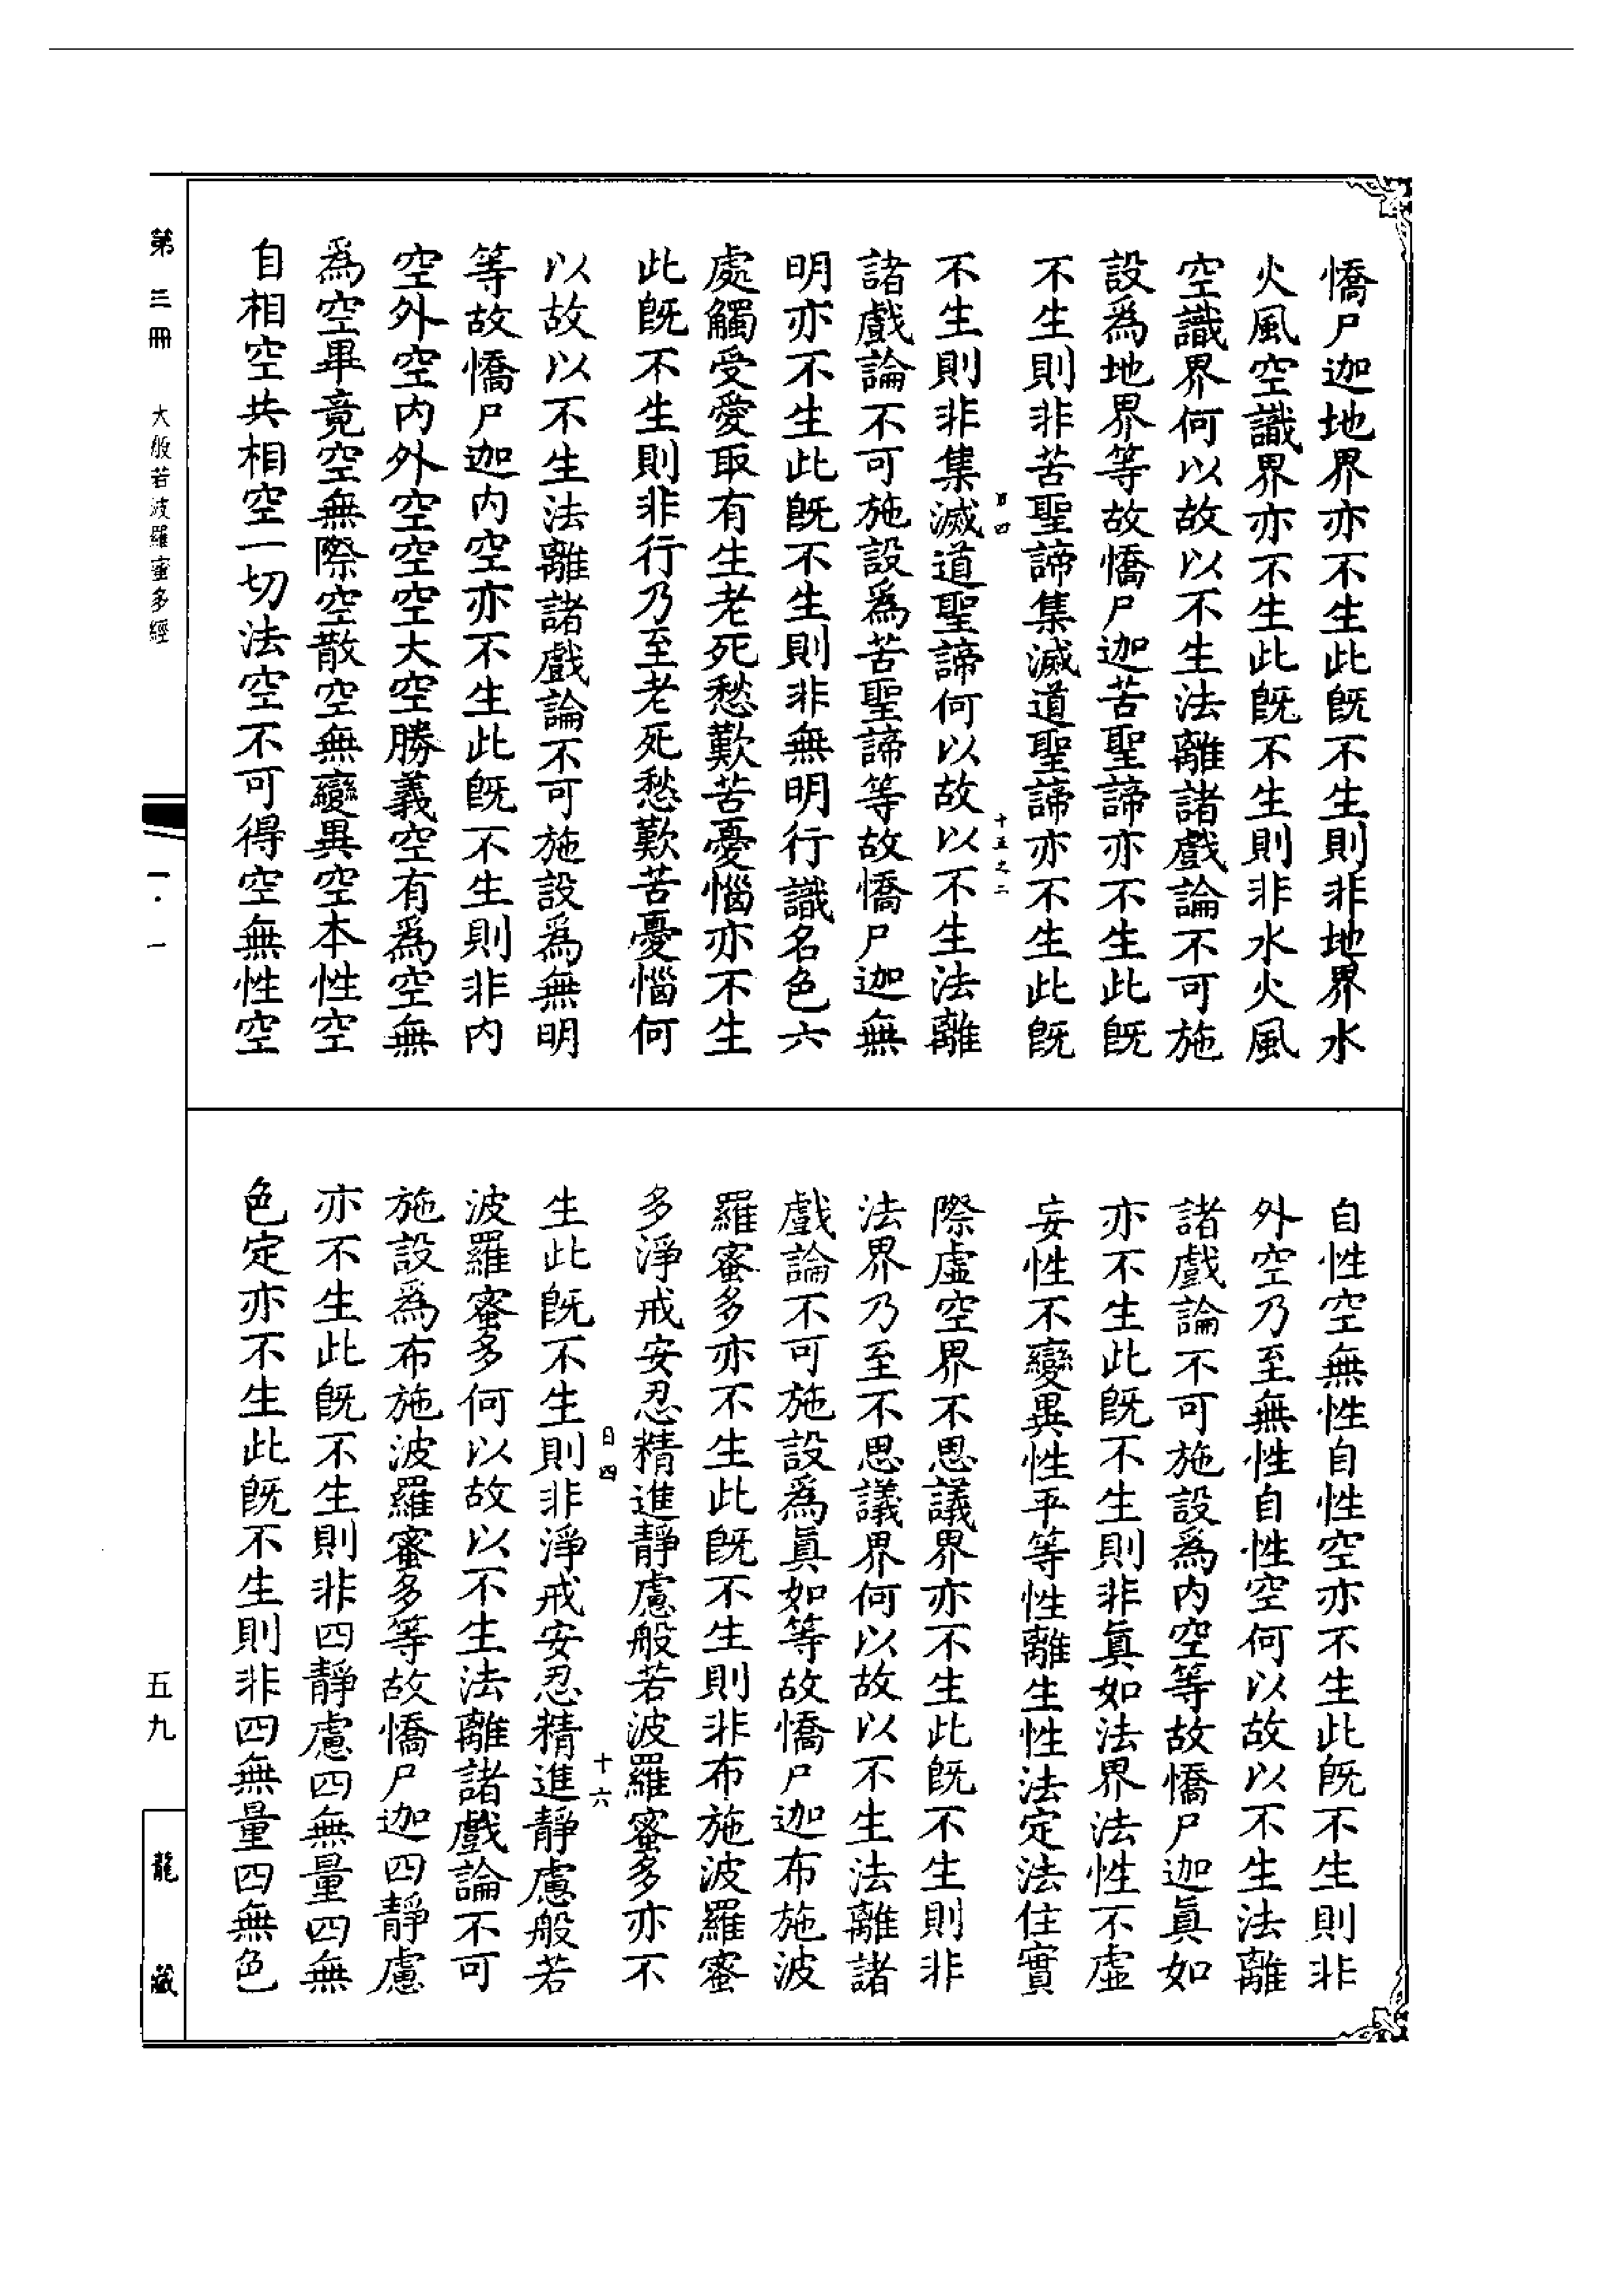 憍尸迦地界亦不生此旣不生則非地界水
火風空識界亦不生此旣不生則非水火風
空識界何以故以不生法離諸戲論不可施
設爲地界等故憍尸迦苦聖諦亦不生此旣
不生則非苦聖諦集滅道聖諦亦不生此旣
十五之二
不生則非集滅道聖諦何以故以不生法離
諸戲論不可施設爲苦聖諦等故憍尸迦無
明亦不生此旣不生則非無明行識名色六
處觸受愛取有生老死愁歎苦憂惱亦不生
此旣不生則非行乃至老死愁歎苦憂惱何
以故以不生法離諸戲論不可施設爲無明
等故憍尸迦內空亦不生此旣不生則非內
空外空內外空空空大空勝義空有爲空無
爲空畢竟空無際空散空無變異空本性空
自相空共相空一切法空不可得空無性空
自性空無性自性空亦不生此旣不生則非
外空乃至無性自性空何以故以不生法離
諸戲論不可施設爲內空等故憍尸迦眞如
亦不生此旣不生則非眞如法界法性不虛
妄性不變異性平等性離生性法定法住實
際虛空界不思議界亦不生此旣不生則非
法界乃至不思議界何以故以不生法離諸
戲論不可施設爲眞如等故憍尸迦布施波
羅蜜多亦不生此旣不生則非布施波羅蜜
多淨戒安忍精進靜慮般若波羅蜜多亦不
十六
生此旣不生則非淨戒安忍精進靜慮般若
波羅蜜多何以故以不生法離諸戲論不可
施設爲布施波羅蜜多等故憍尸迦四靜慮
亦不生此旣不生則非四靜慮四無量四無
色定亦不生此旣不生則非四無量四無色
第三冊
大般若波羅蜜多經
一·一
五九
龍藏